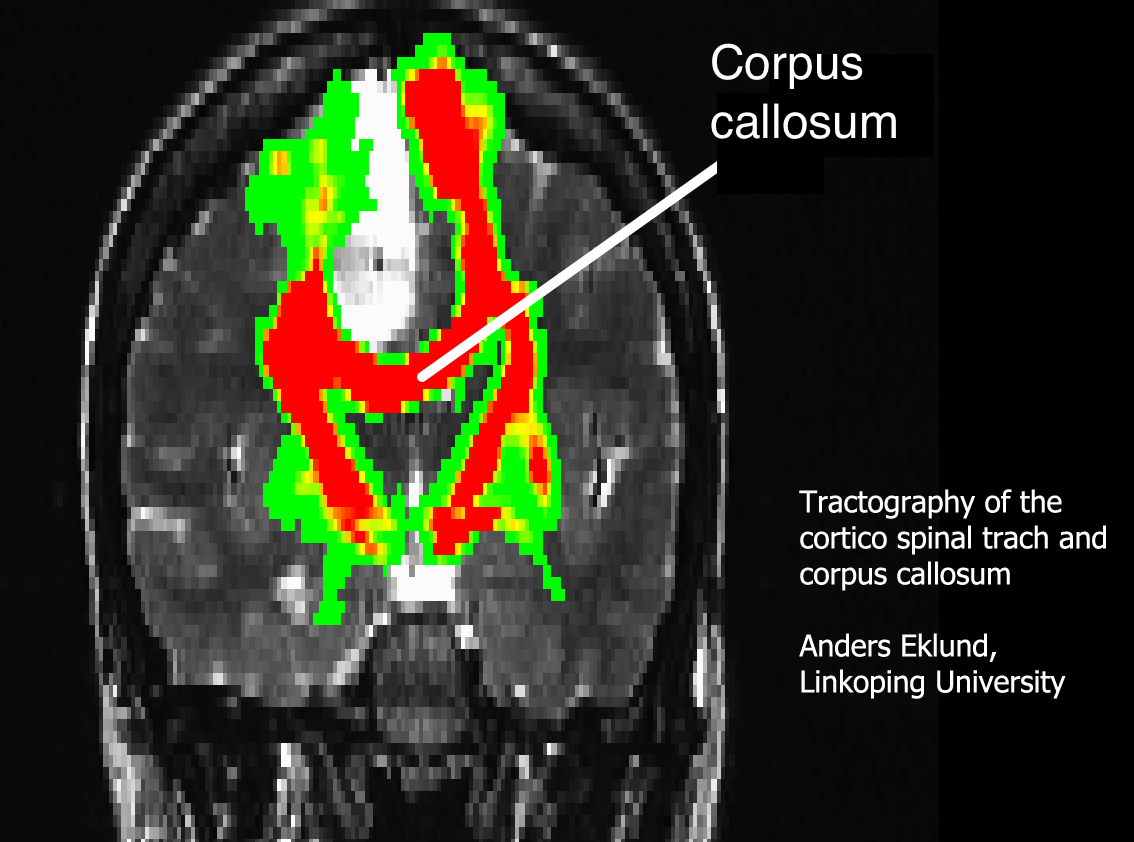 Corpus
callosum
Tractography of the
cortico spinal trach and
corpus callosum
Anders Eklund,
Linkoping University